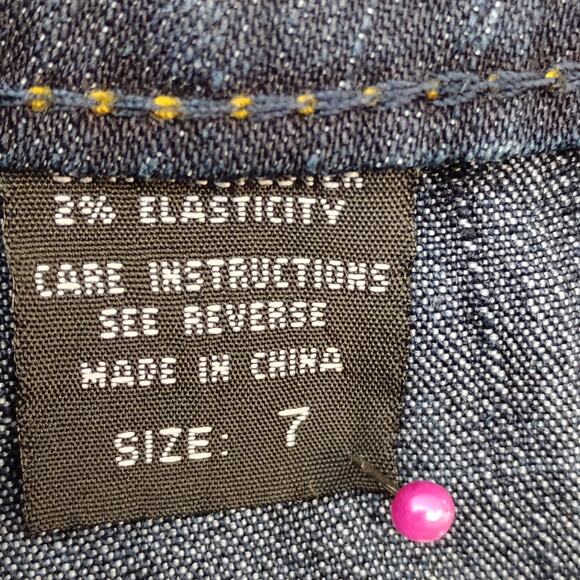 2% ELASTICITY
CARE INSTRUCTIONS
SEE REVERSE
MADE IN CHINA
SIZE: 7